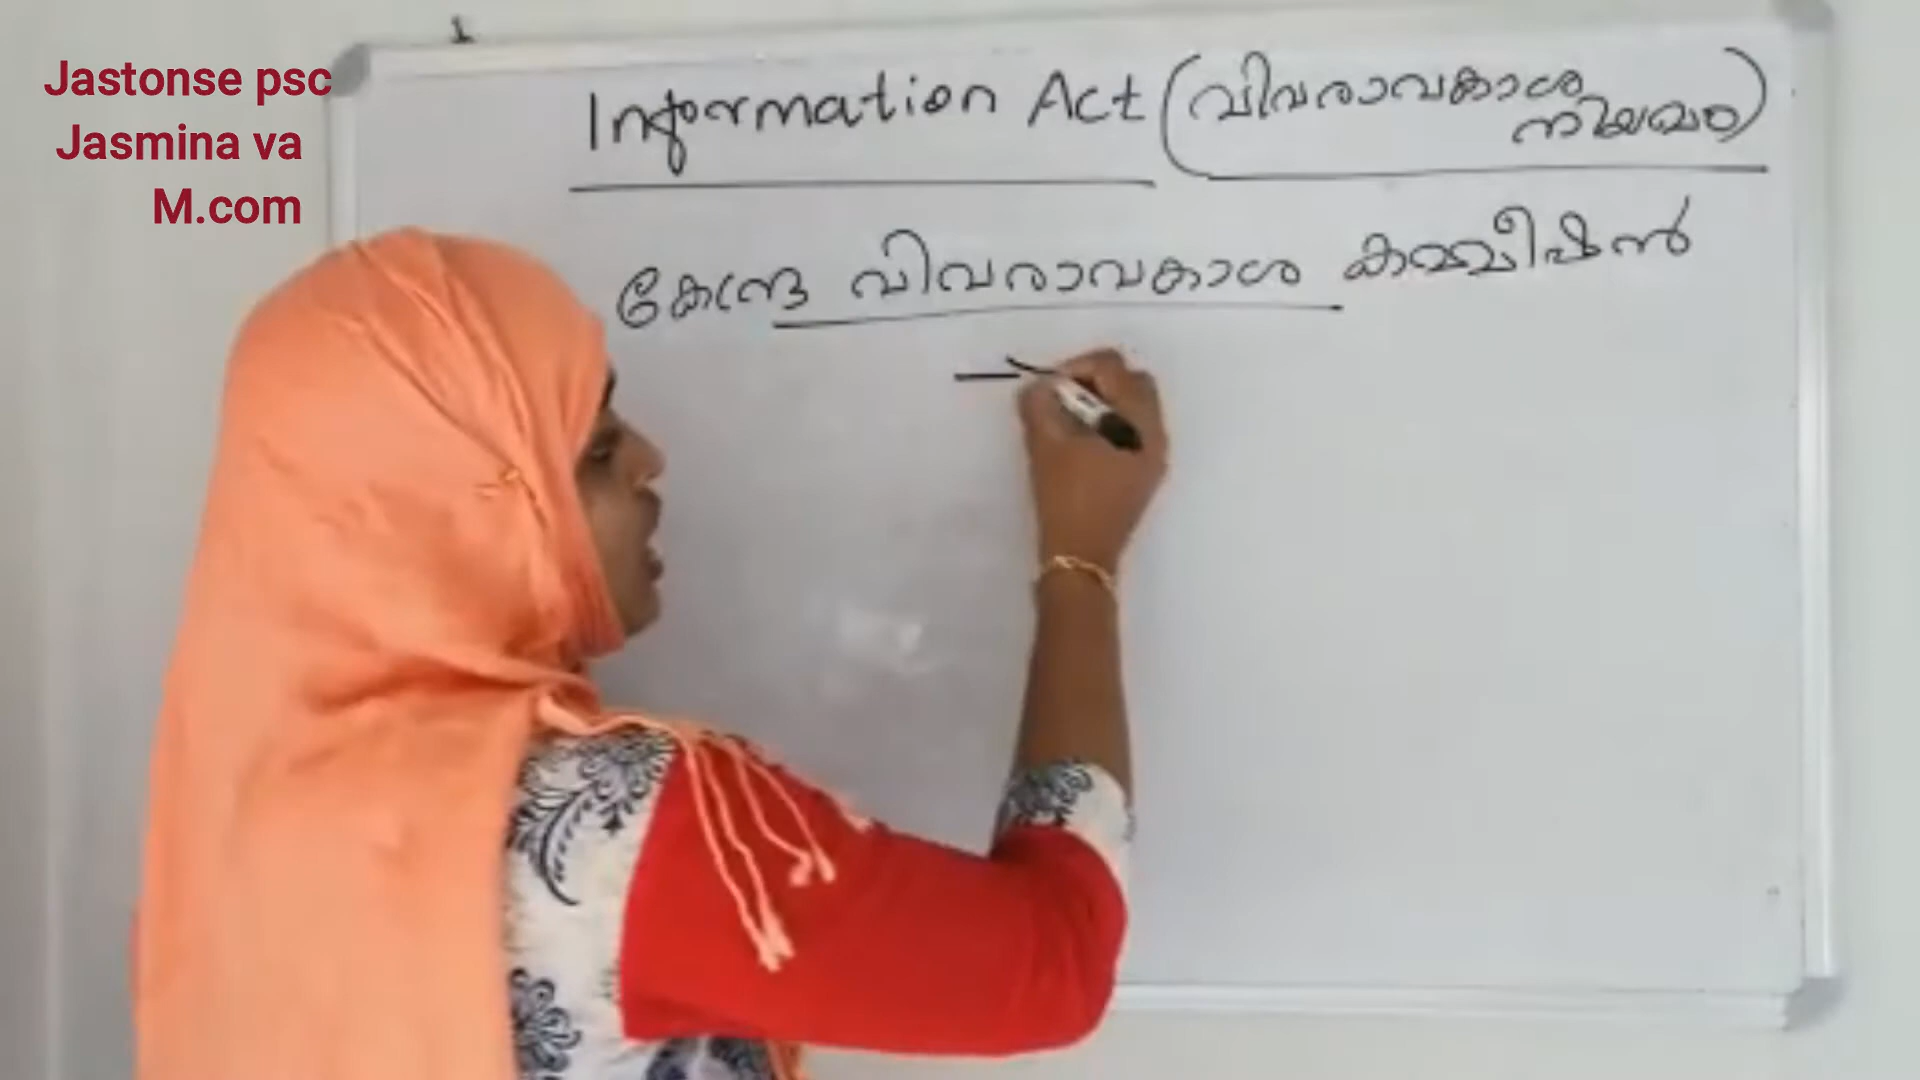 Jastonse psc
Jasmina va
M.com
Information Act (വിവരാവകാശ
നിയമം)
കേന്ദ്ര വിവരാവകാശ കമ്മീഷൻ